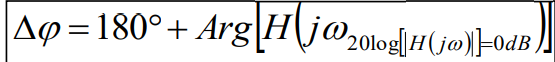 Δφ = 180° + Arg[H(jω_{20log[|H(jω)|]=0dB})]